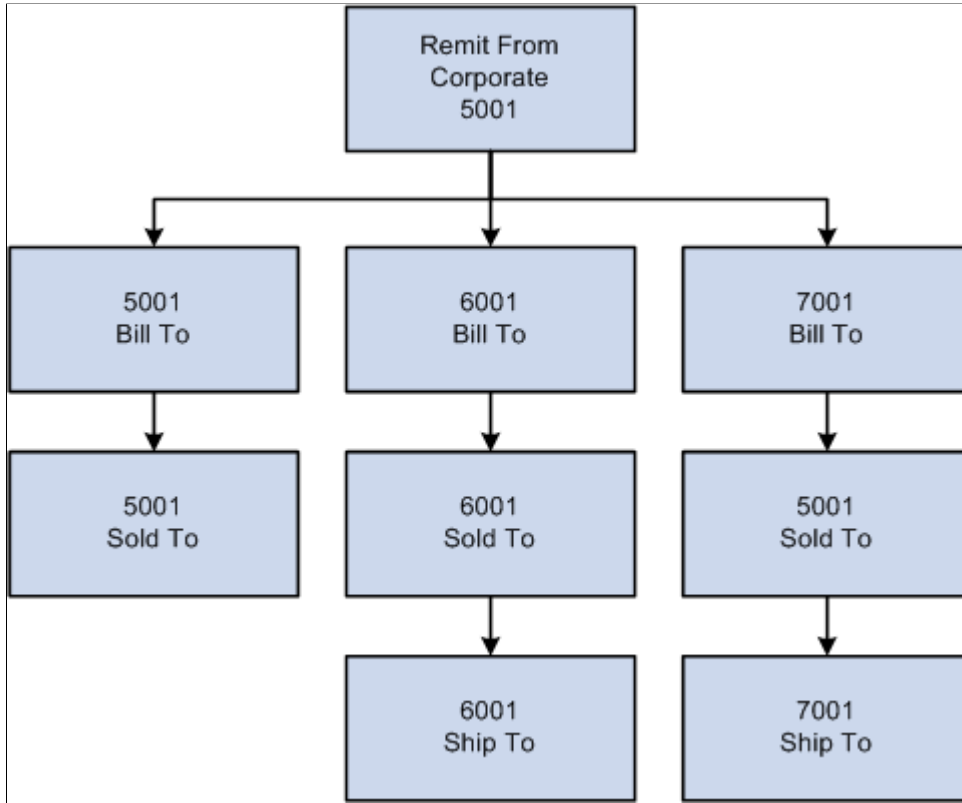 Remit From
Corporate
5001
5001
Bill To
6001
Bill To
7001
Bill To
5001
Sold To
6001
Sold To
5001
Sold To
6001
Ship To
7001
Ship To